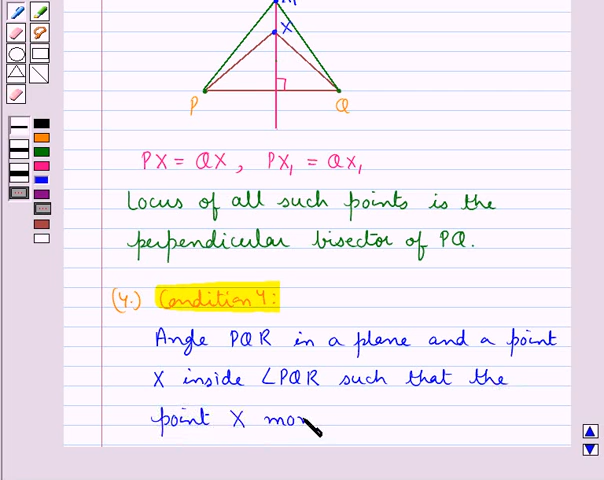 X
P
Q
PX = QX, PX₁ = QX₁
Locus of all such points is the
perpendicular bisector of PQ.
(4.) Condition 4:
Angle PQR in a plane and a point
X inside ∠PQR such that the
point X mov